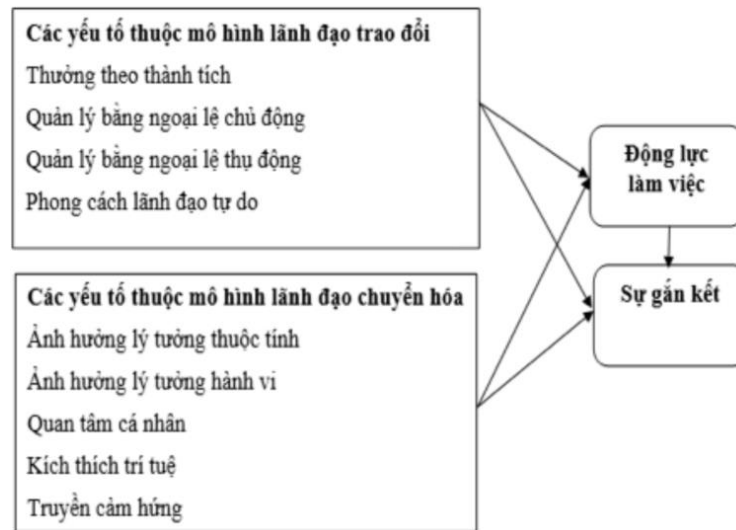 Các yếu tố thuộc mô hình lãnh đạo trao đổi
Thưởng theo thành tích
Quản lý bằng ngoại lệ chủ động
Quản lý bằng ngoại lệ thụ động
Phong cách lãnh đạo tự do
Động lực
làm việc
Sự gắn kết
Các yếu tố thuộc mô hình lãnh đạo chuyển hóa
Ảnh hưởng lý tưởng thuộc tính
Ảnh hưởng lý tưởng hành vi
Quan tâm cá nhân
Kích thích trí tuệ
Truyền cảm hứng